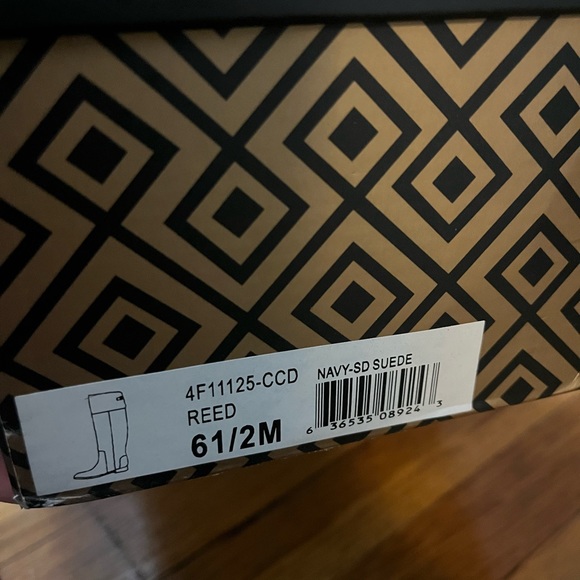 4F11125-CCD
REED
61/2M
NAVY-SD SUEDE
6 36535 08924 3